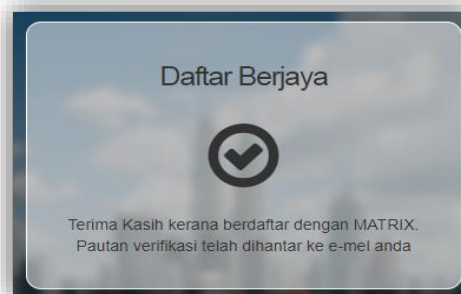 Daftar Berjaya
Terima Kasih kerana berdaftar dengan MATRIX.
Pautan verifikasi telah dihantar ke e-mel anda